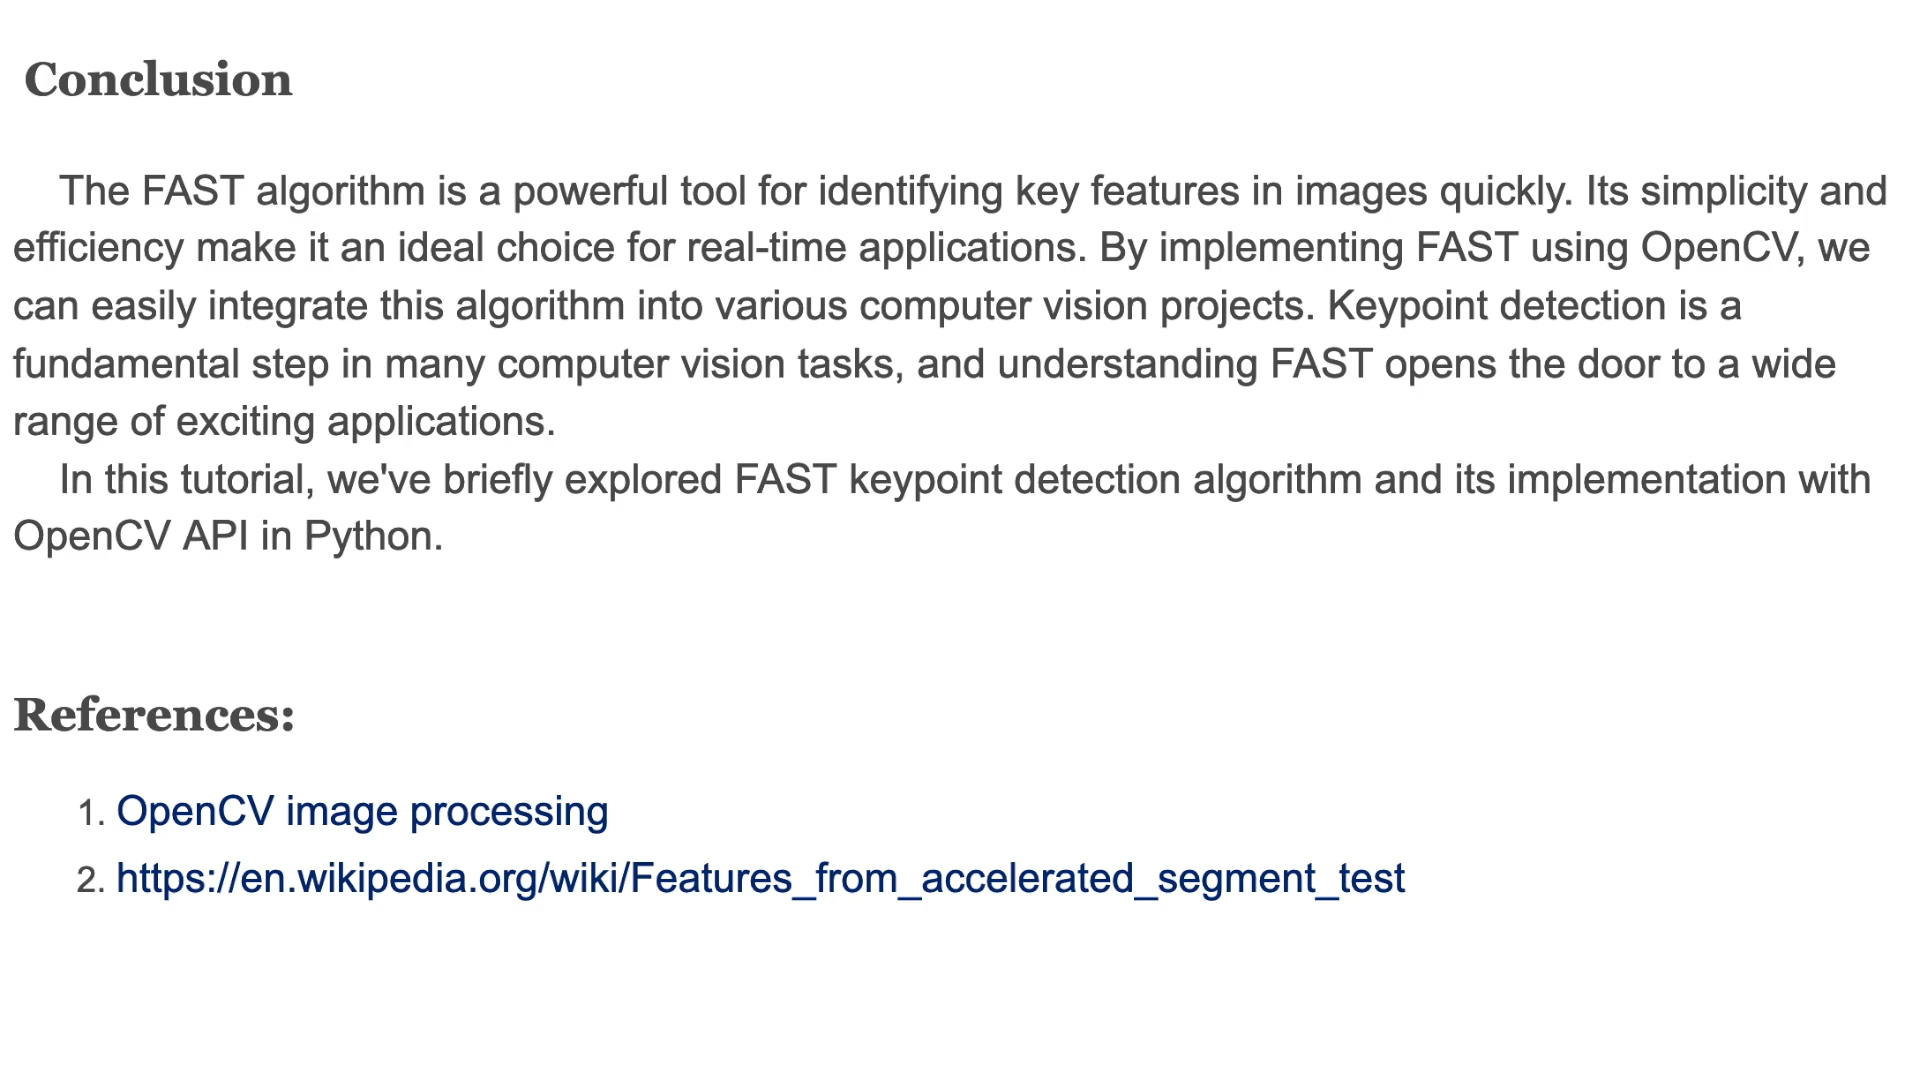 Conclusion
The FAST algorithm is a powerful tool for identifying key features in images quickly. Its simplicity and
efficiency make it an ideal choice for real-time applications. By implementing FAST using OpenCV, we
can easily integrate this algorithm into various computer vision projects. Keypoint detection is a
fundamental step in many computer vision tasks, and understanding FAST opens the door to a wide
range of exciting applications.
In this tutorial, we've briefly explored FAST keypoint detection algorithm and its implementation with
OpenCV API in Python.
References:
1. OpenCV image processing
2. https://en.wikipedia.org/wiki/Features_from_accelerated_segment_test